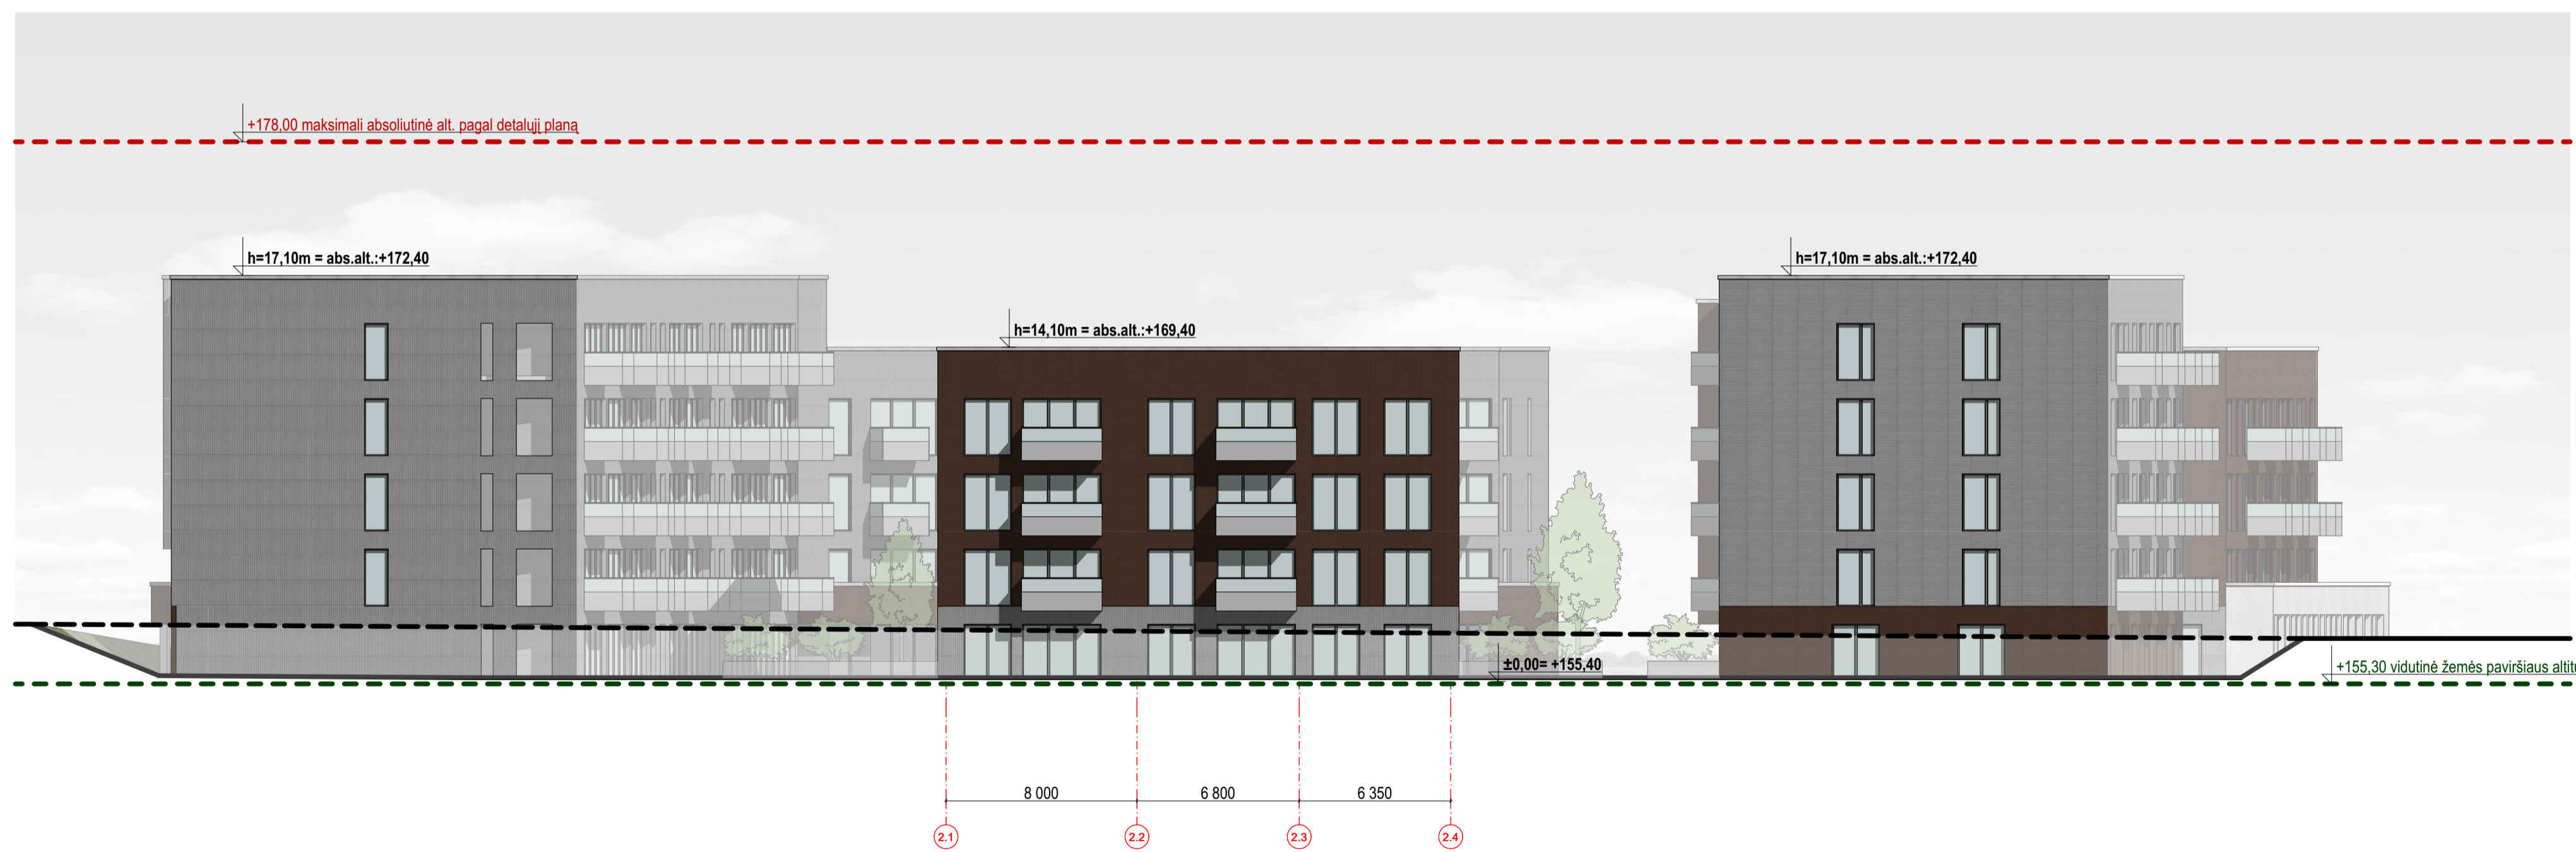 +178,00 maksimali absoliutinė alt. pagal detalųjį planą
h=17,10m = abs.alt.:+172,40
h=17,10m = abs.alt.:+172,40
h=14,10m = abs.alt.:+169,40
±0,00= +155,40
+155,30 vidutinė žemės paviršiaus altitu
8 000
6 800
6 350
2.1
2.2
2.3
2.4